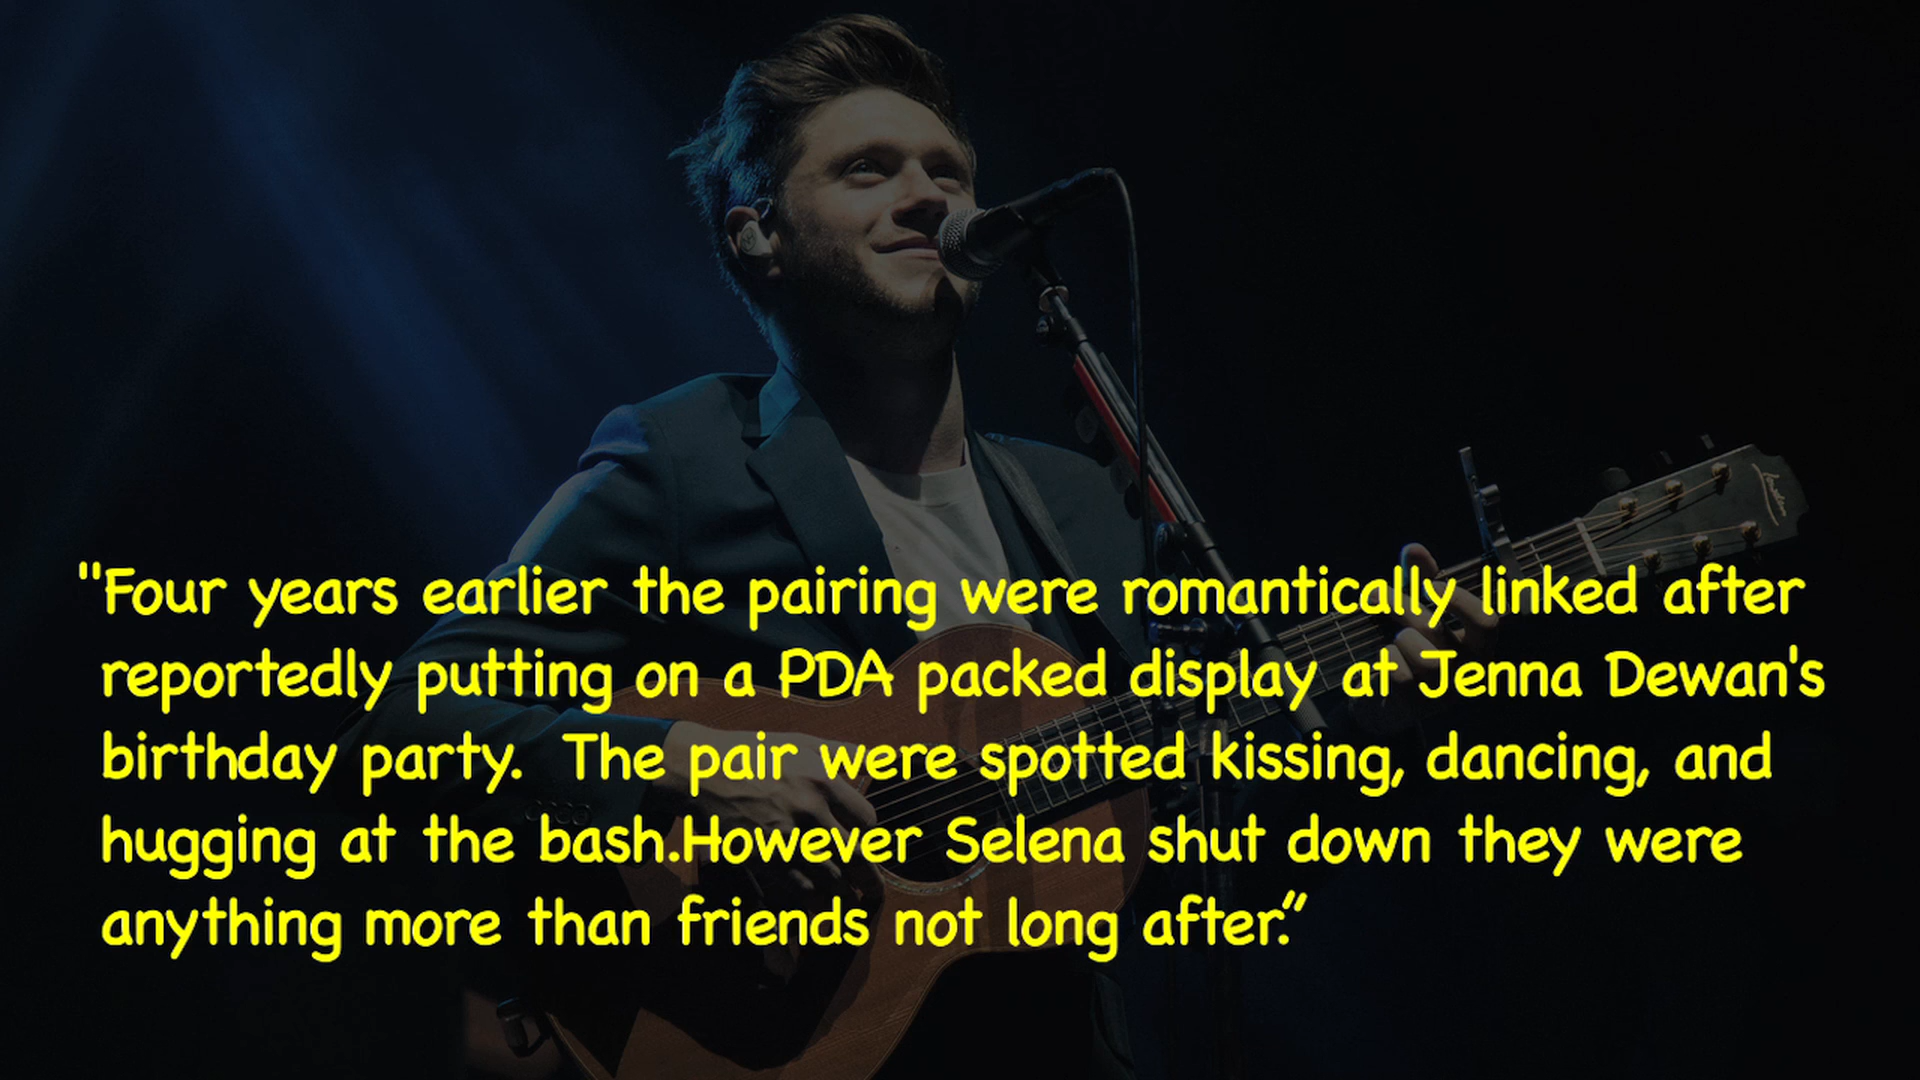 "Four years earlier the pairing were romantically linked after
reportedly putting on a PDA packed display at Jenna Dewan's
birthday party.  The pair were spotted kissing, dancing, and
hugging at the bash.However Selena shut down they were
anything more than friends not long after.”
Lowden